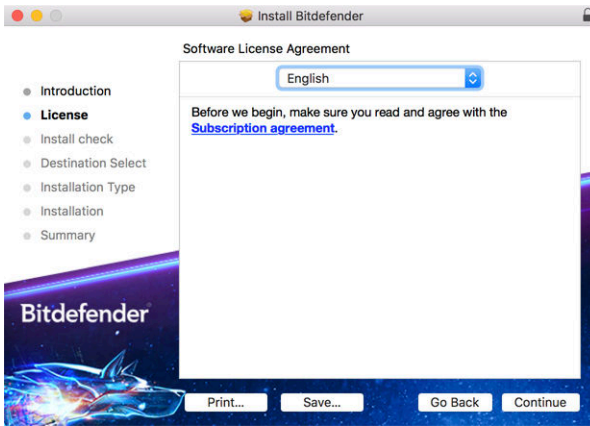 Install Bitdefender
Software License Agreement
English
Introduction
License
Install check
Destination Select
Installation Type
Installation
Summary
Before we begin, make sure you read and agree with the
Subscription agreement.
Bitdefender
Print...
Save...
Go Back
Continue